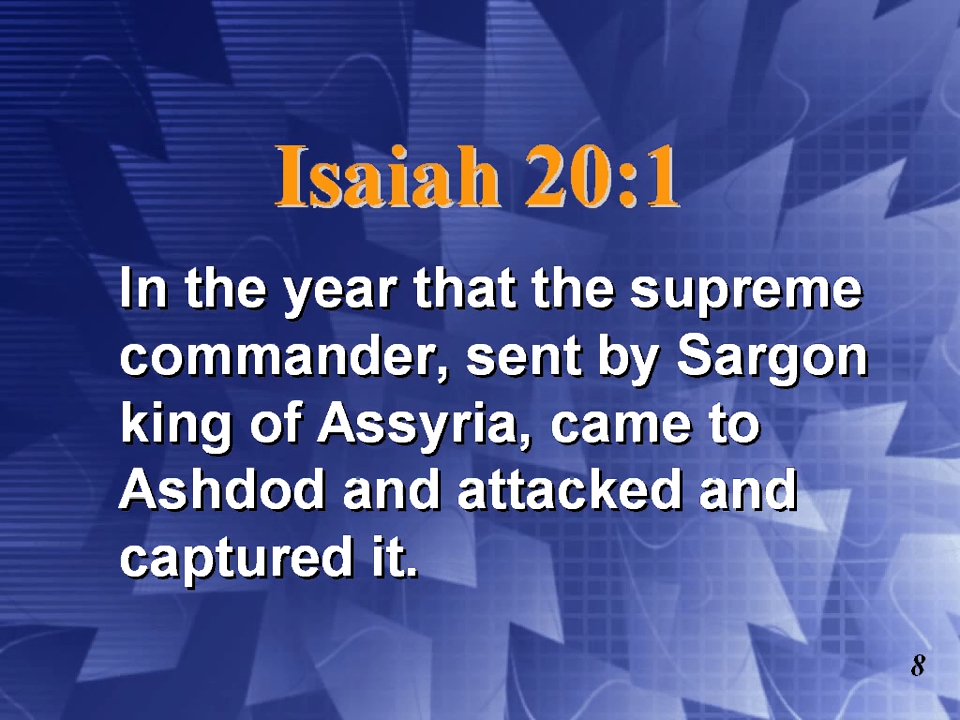 Isaiah 20:1
In the year that the supreme
commander, sent by Sargon
king of Assyria, came to
Ashdod and attacked and
captured it.
8